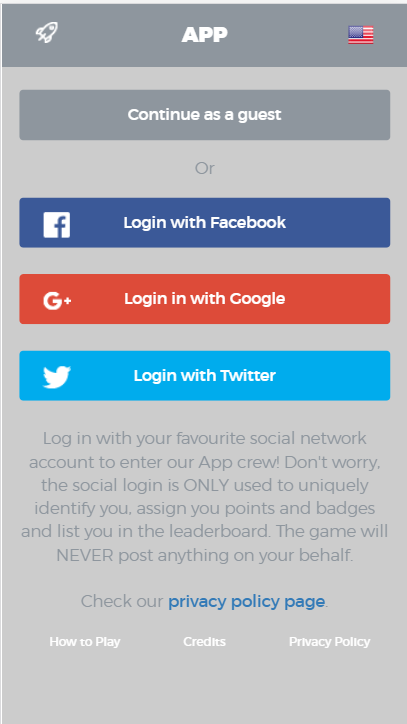 APP
Continue as a guest
Or
Login with Facebook
G+
Login in with Google
Login with Twitter
Log in with your favourite social network
account to enter our App crew! Don't worry,
the social login is ONLY used to uniquely
identify you, assign you points and badges
and list you in the leaderboard. The game will
NEVER post anything on your behalf.
Check our privacy policy page.
How to Play Credits Privacy Policy